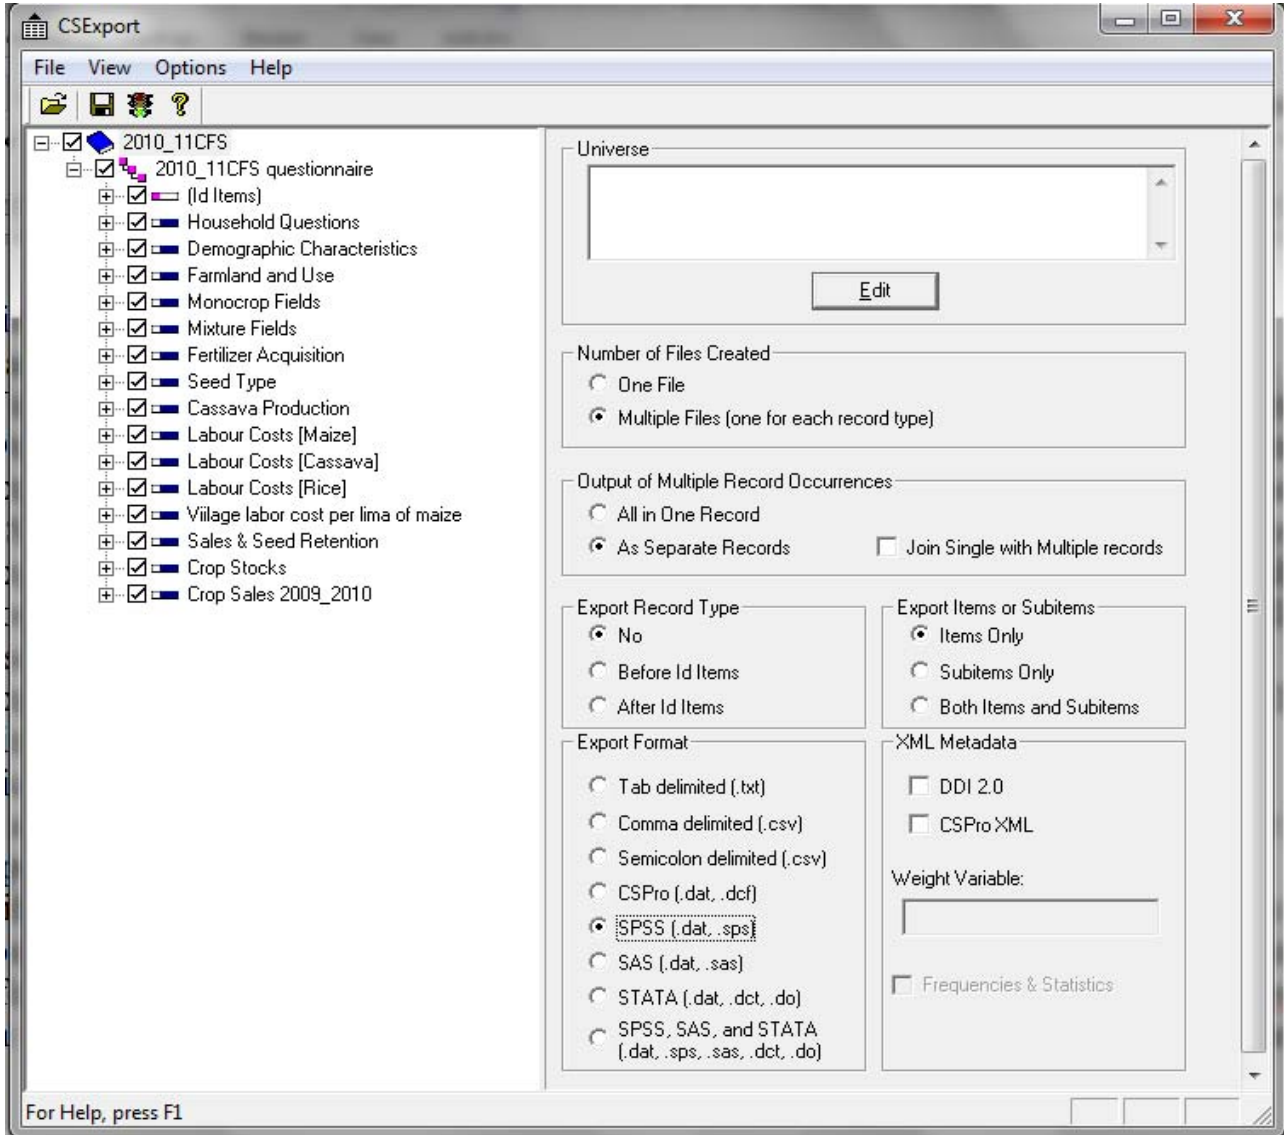 CSExport
File View Options Help
2010_11CFS
2010_11CFS questionnaire
(Id Items)
Household Questions
Demographic Characteristics
Farmland and Use
Monocrop Fields
Mixture Fields
Fertilizer Acquisition
Seed Type
Cassava Production
Labour Costs [Maize]
Labour Costs [Cassava]
Labour Costs [Rice]
Viilage labor cost per lima of maize
Sales & Seed Retention
Crop Stocks
Crop Sales 2009_2010
Universe
Edit
Number of Files Created
One File
Multiple Files (one for each record type)
Output of Multiple Record Occurrences
All in One Record
As Separate Records
Join Single with Multiple records
Export Record Type
No
Before Id Items
After Id Items
Export Items or Subitems
Items Only
Subitems Only
Both Items and Subitems
Export Format
Tab delimited (.txt)
Comma delimited (.csv)
Semicolon delimited (.csv)
CSPro (.dat, .dcf)
SPSS (.dat, .sps)
SAS (.dat, .sas)
STATA (.dat, .dct, .do)
SPSS, SAS, and STATA
(.dat, .sps, .sas, .dct, .do)
XML Metadata
DDI 2.0
CSPro XML
Weight Variable:
Frequencies & Statistics
For Help, press F1